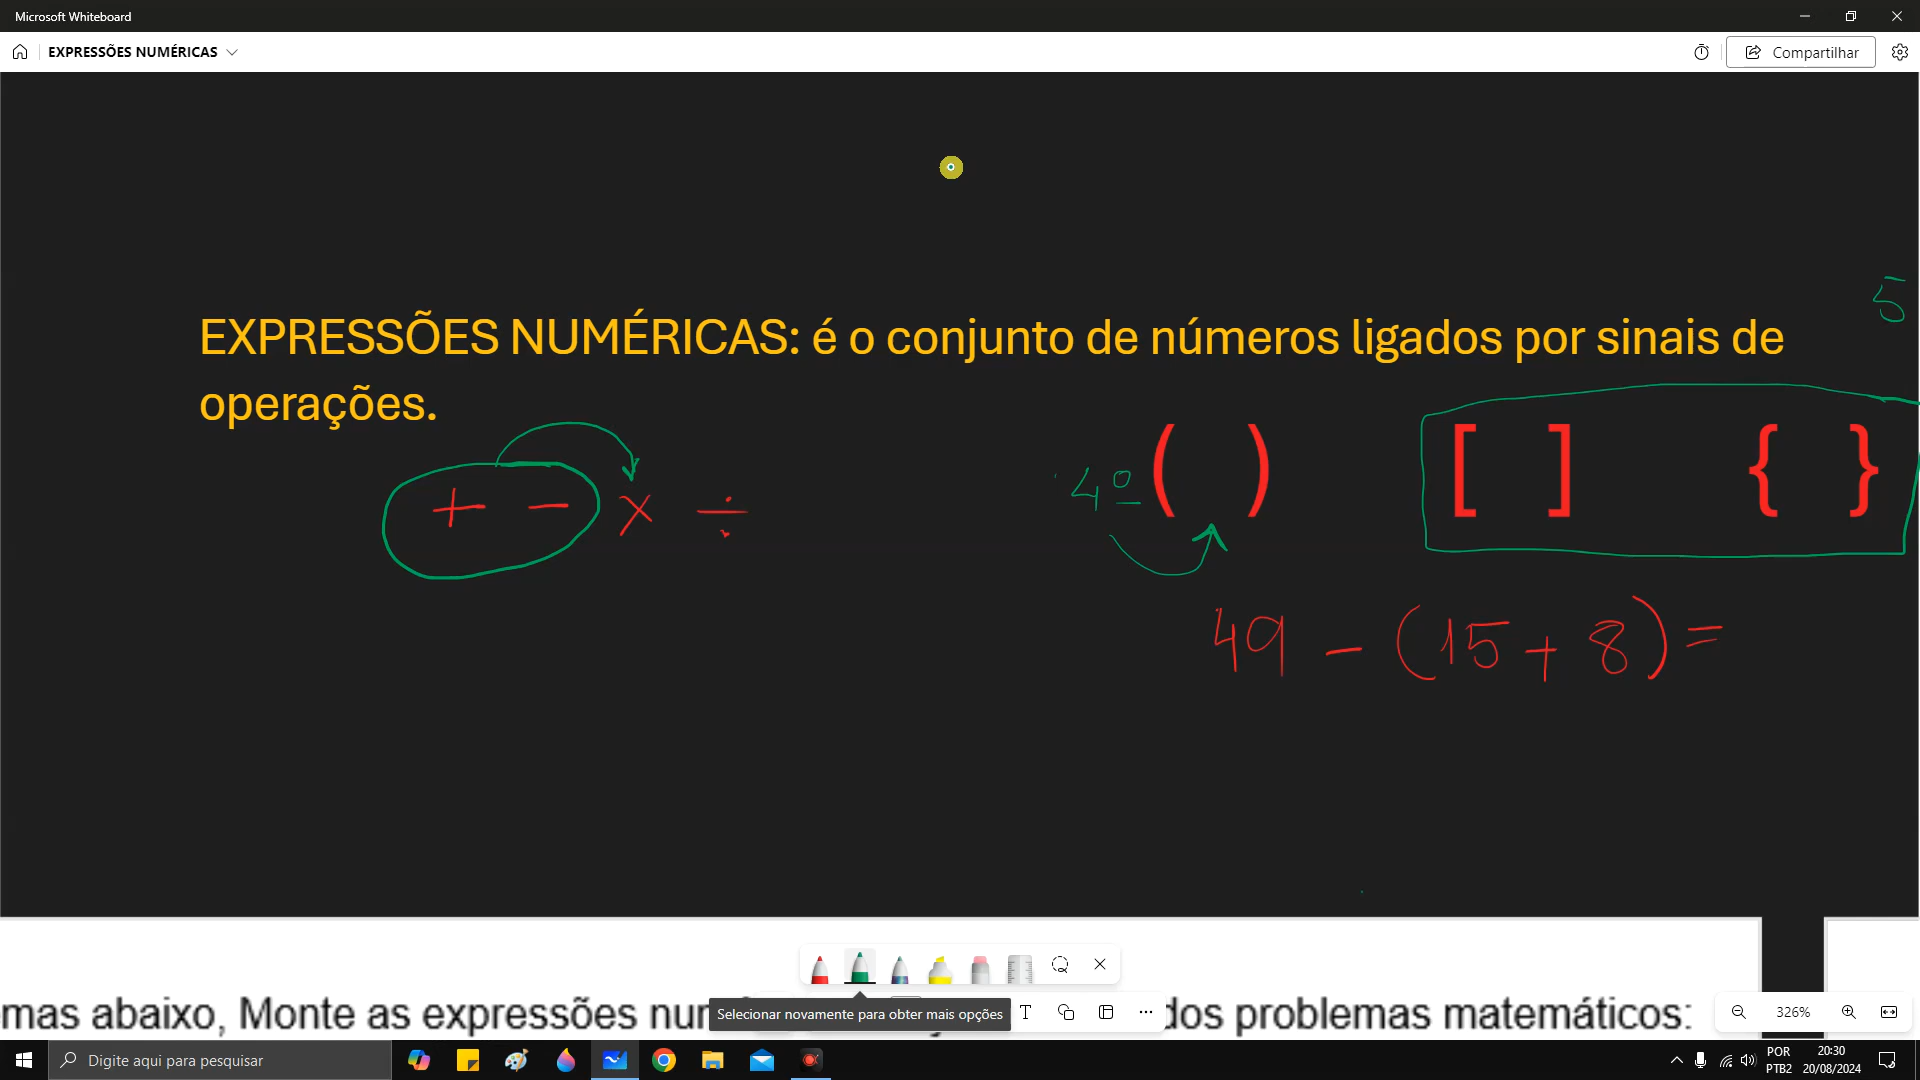 Microsoft Whiteboard
EXPRESSÕES NUMÉRICAS
Compartilhar
5
EXPRESSÕES NUMÉRICAS: é o conjunto de números ligados por sinais de
operações.
+ - x ÷
4º ( ) [ ] { }
49 - (15 + 8) =
mas abaixo, Monte as expressões num
dos problemas matemáticos:
Selecionar novamente para obter mais opções
326%
Digite aqui para pesquisar
POR
PTB2
20:30
20/08/2024